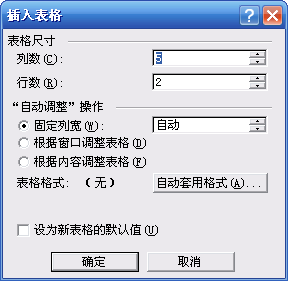 插入表格
表格尺寸
列数(C): 5
行数(R): 2
“自动调整”操作
固定列宽(W): 自动
根据窗口调整表格(D)
根据内容调整表格(F)
表格格式: (无) 自动套用格式(A)...
设为新表格的默认值(U)
确定 取消